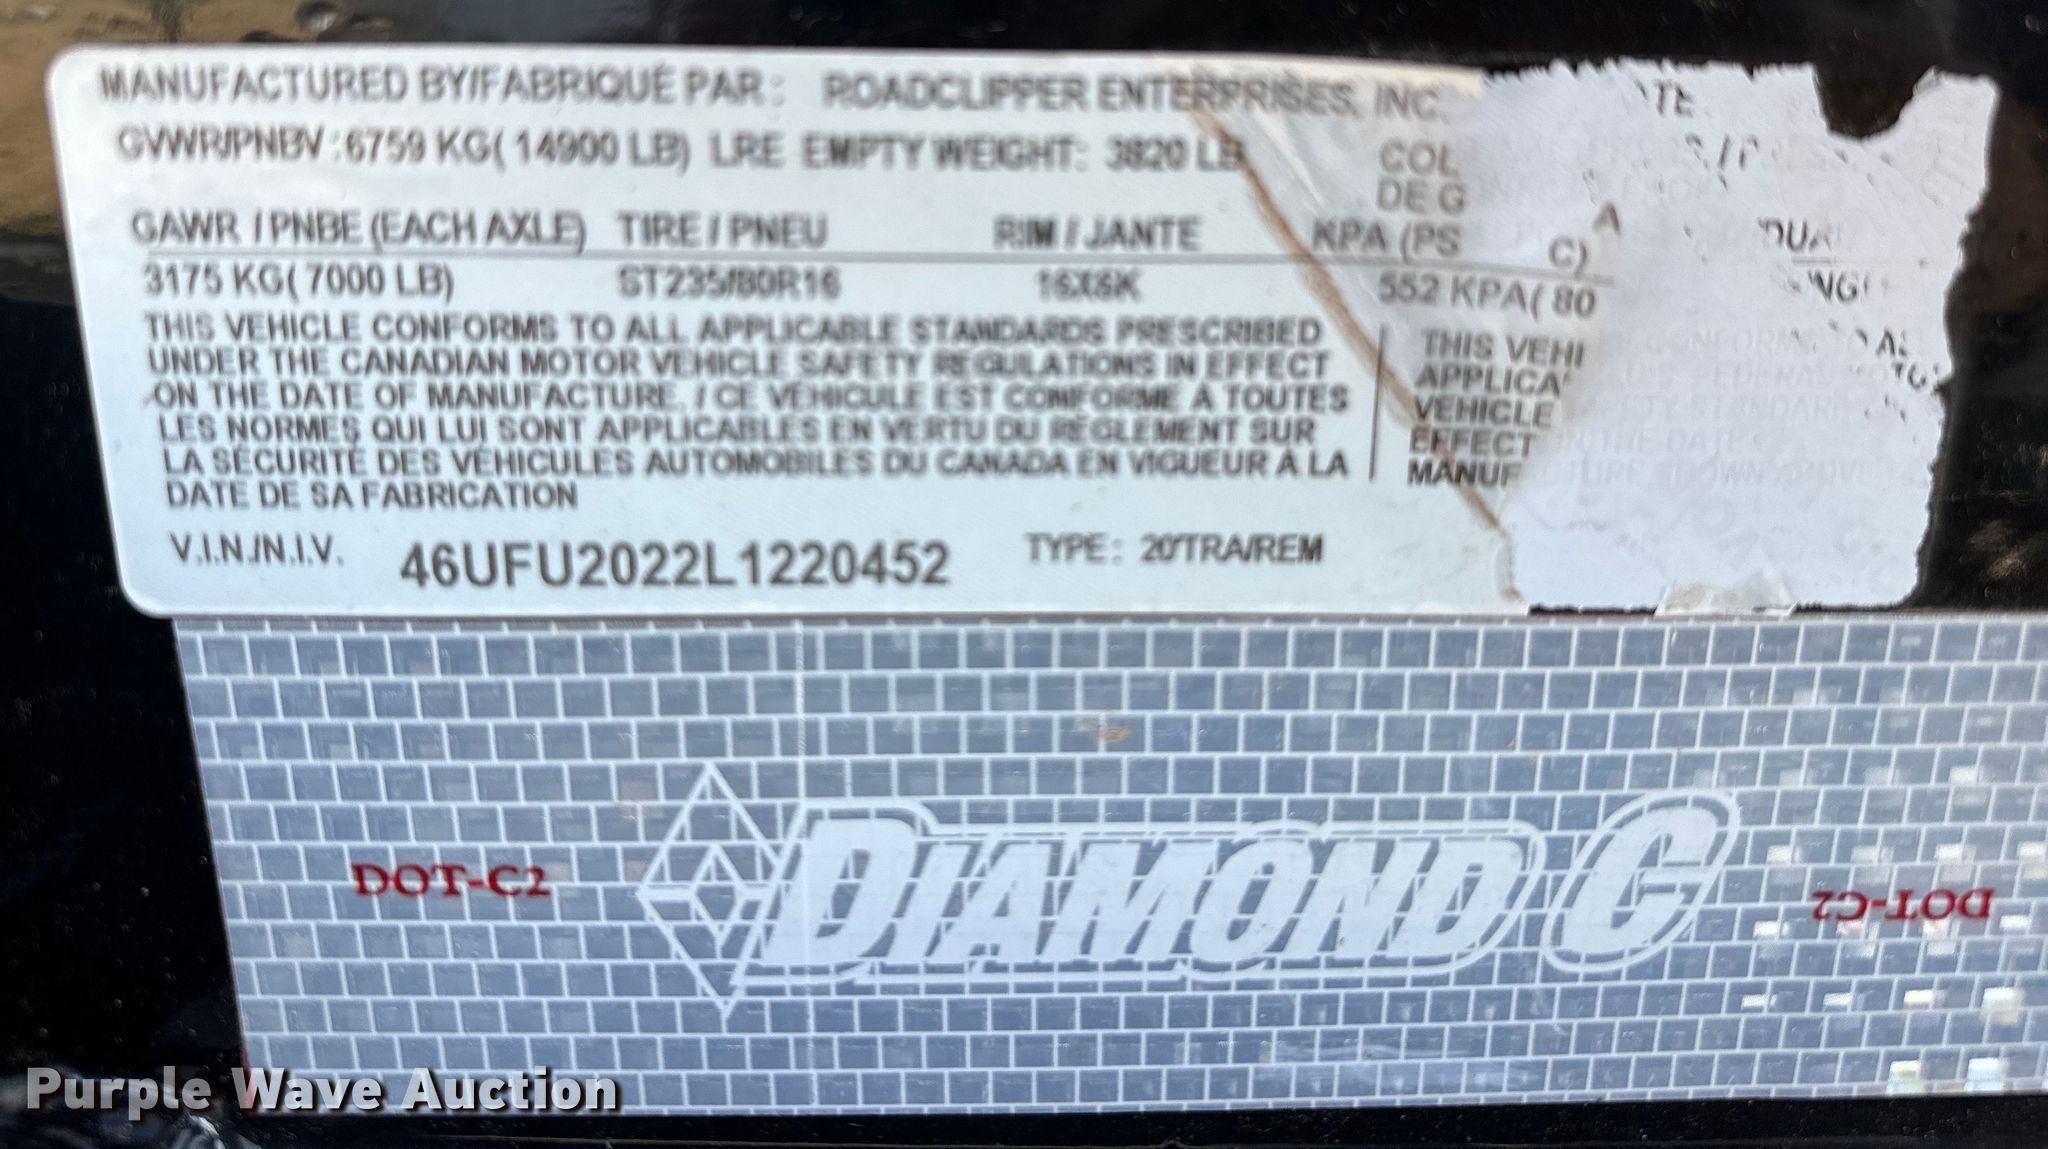 MANUFACTURED BY/FABRIQUÉ PAR: ROADCLIPPER ENTERPRISES, INC.
GVWR/PNBV: 6759 KG( 14900 LB) LRE EMPTY WEIGHT: 3820 LB COL
DE G
GAWR / PNBE (EACH AXLE) TIRE / PNEU RIM / JANTE KPA (PS C) A DUAL
3175 KG( 7000 LB) ST235/80R16 16X6K 552 KPA( 80
THIS VEHICLE CONFORMS TO ALL APPLICABLE STANDARDS PRESCRIBED
UNDER THE CANADIAN MOTOR VEHICLE SAFETY REGULATIONS IN EFFECT
ON THE DATE OF MANUFACTURE. / CE VÉHICULE EST CONFORME À TOUTES
LES NORMES QUI LUI SONT APPLICABLES EN VERTU DU RÈGLEMENT SUR
LA SÉCURITÉ DES VÉHICULES AUTOMOBILES DU CANADA EN VIGUEUR À LA
DATE DE SA FABRICATION
THIS VEHI
APPLICA
VEHICLE
EFFECT
MANUF
V.I.N./N.I.V. 46UFU2022L1220452 TYPE: 20'TRA/REM
DOT-C2 DIAMOND C DOT-C2
Purple Wave Auction